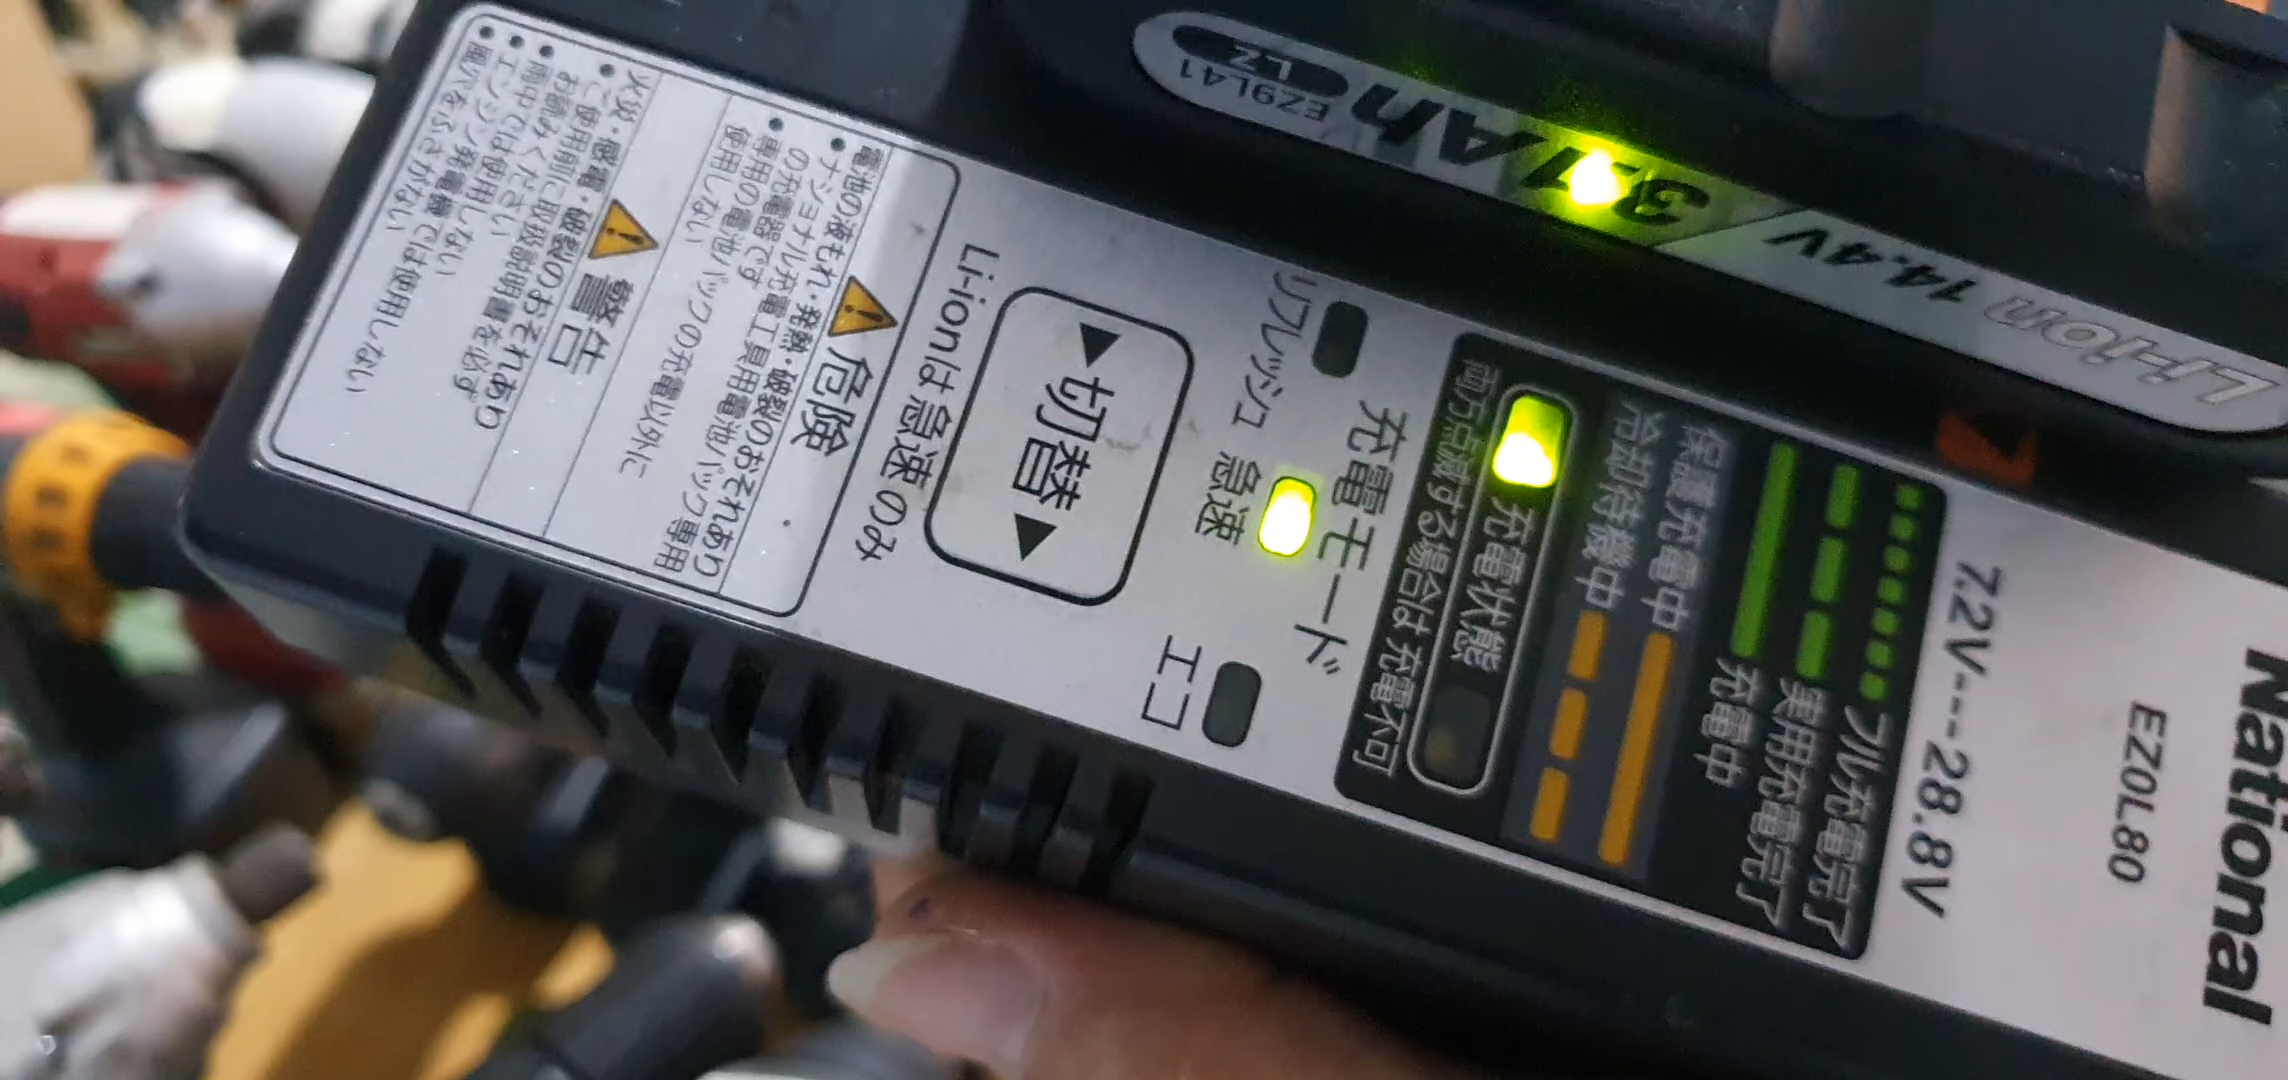 National
EZ0L80
7.2V---28.8V
フル充電完了
実用充電完了
充電中
保護充電中
冷却待機中
充電状態
両方点滅する場合は充電不可
充電モード
リフレッシュ
急速
エコ
▶切替▶
Li-ionは急速のみ
危険
電池の液もれ・発熱・破裂のおそれあり
●ナショナル充電工具用電池パック専用
の充電器です
●専用の電池パックの充電以外に
使用しない
警告
火災・感電・破裂のおそれあり
●ご使用前に取扱説明書を必ず
お読みください
●雨中では使用しない
●エンジン発電機では使用しない
●風穴をふさがない
Li-ion 14.4V
3.1Ah
EZ9L41
LZ